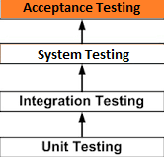 Acceptance Testing
System Testing
Integration Testing
Unit Testing